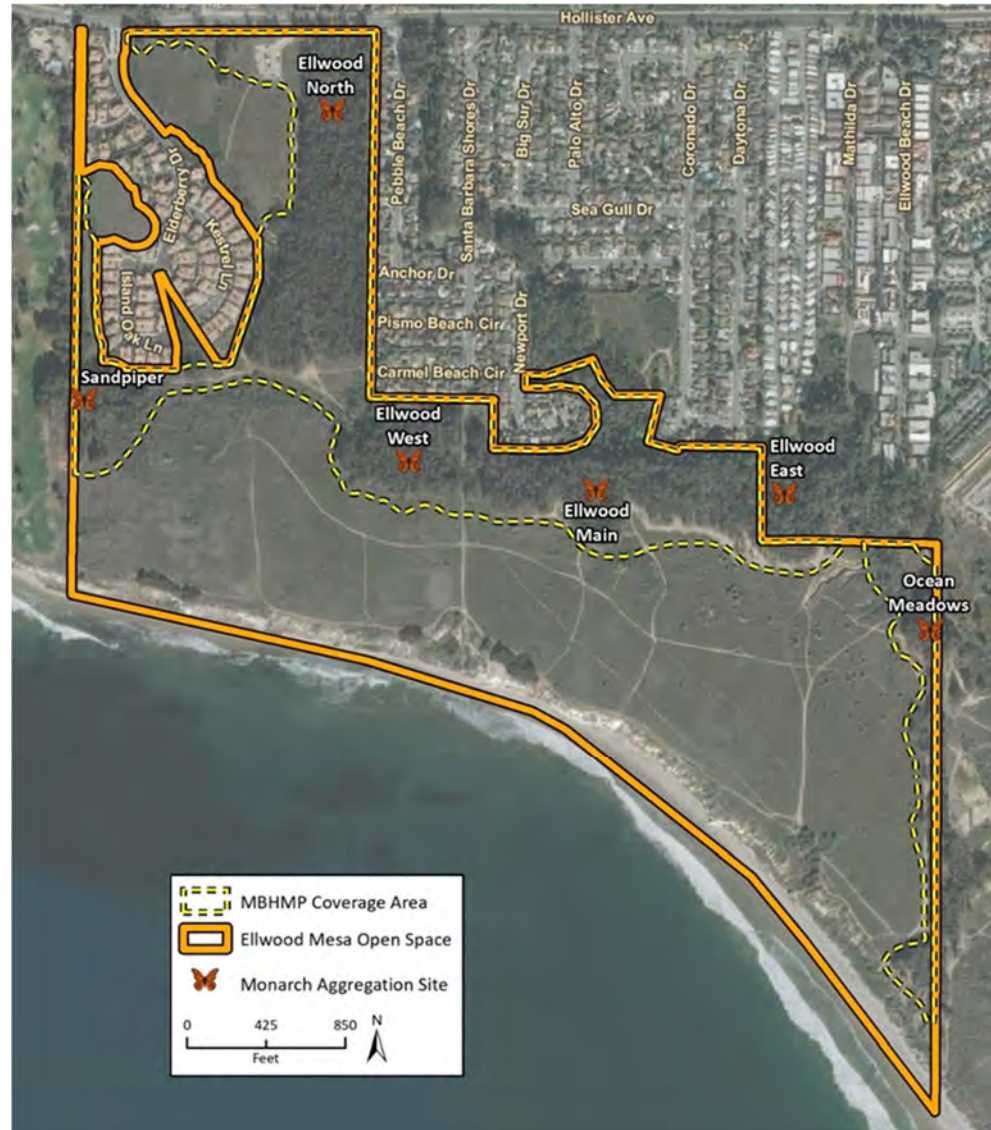 Hollister Ave
Ellwood
North
Pebble Beach Dr
Santa Barbara Shores Dr
Big Sur Dr
Palo Alto Dr
Coronado Dr
Daytona Dr
Mathilda Dr
Ellwood Beach Dr
Elderberry Dr
Kestrel Ln
Island Oak Ln
Sea Gull Dr
Anchor Dr
Pismo Beach Cir
Newport Dr
Carmel Beach Cir
Sandpiper
Ellwood
West
Ellwood
Main
Ellwood
East
Ocean
Meadows
MBHMP Coverage Area
Ellwood Mesa Open Space
Monarch Aggregation Site
0 425 850 N
Feet